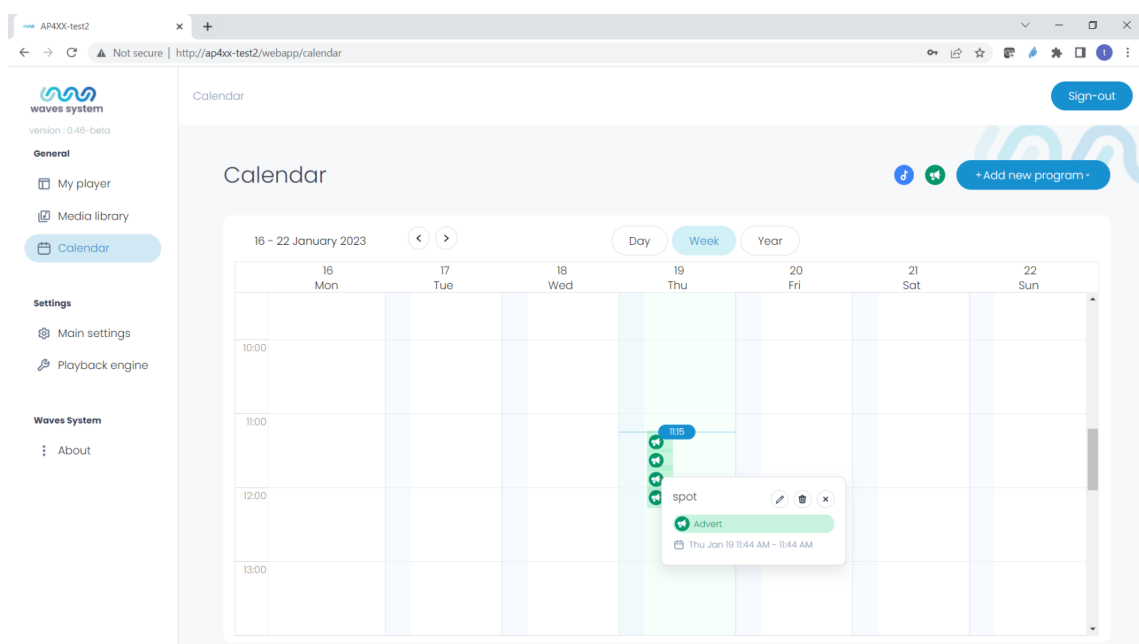 AP4XX-test2
Not secure | http://ap4xx-test2/webapp/calendar
t
waves system
version : 0.46-beta
General
My player
Media library
Calendar
Settings
Main settings
Playback engine
Waves System
About
Calendar
Sign-out
Calendar
+Add new program
16 - 22 January 2023
Day
Week
Year
16 17 18 19 20 21 22
Mon Tue Wed Thu Fri Sat Sun
10:00
11:00
11:15
12:00
spot
Advert
Thu Jan 19 11:44 AM - 11:44 AM
13:00